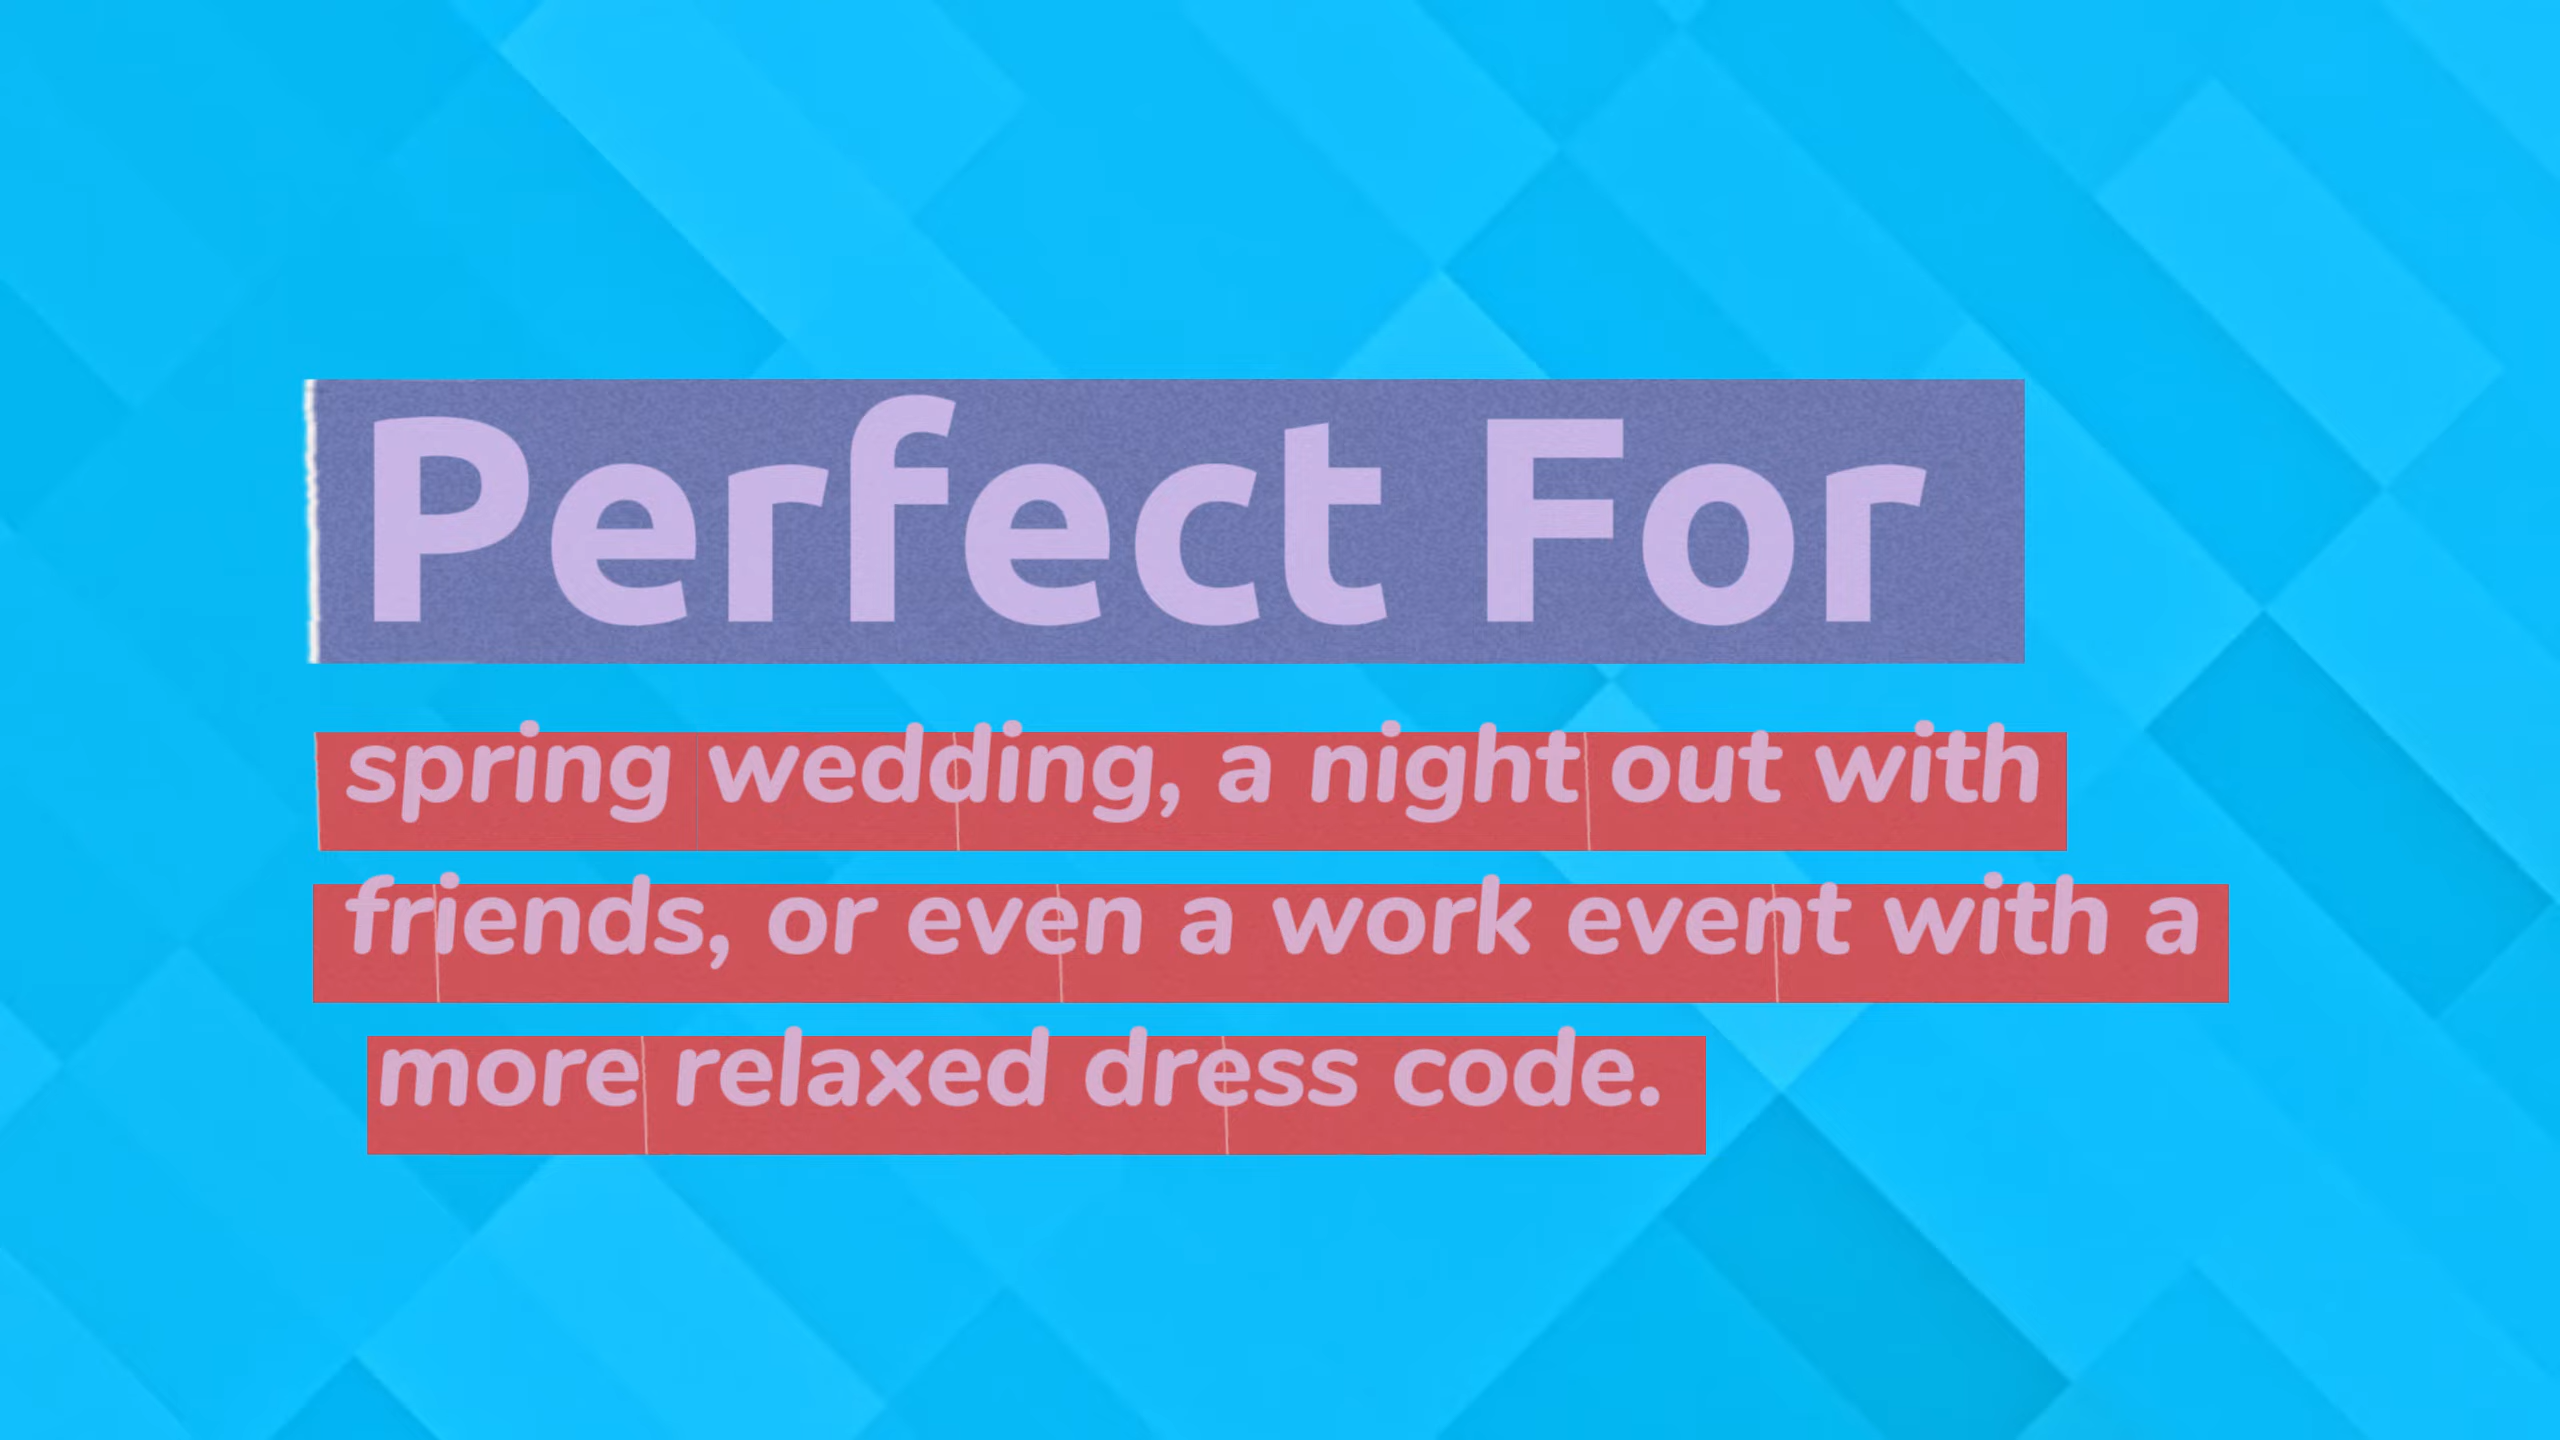 Perfect For
spring wedding, a night out with
friends, or even a work event with a
more relaxed dress code.